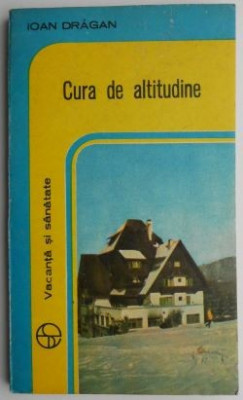 IOAN DRĂGAN
Cura de altitudine
Vacanță și sănătate